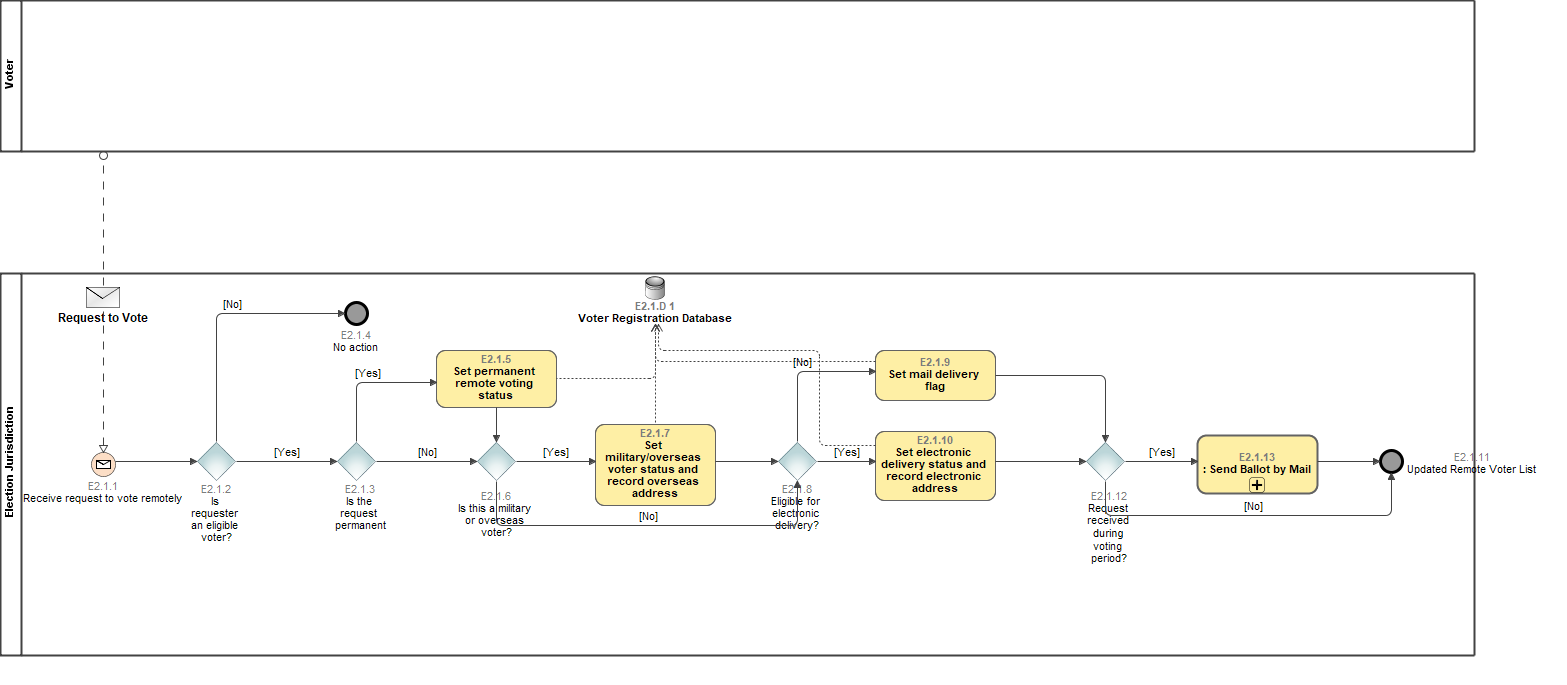 Voter
Request to Vote
Election Jurisdiction
E2.1.1
Receive request to vote remotely
E2.1.2
Is
requester
an eligible
voter?
[No]
[Yes]
E2.1.4
No action
E2.1.3
Is the
request
permanent
[Yes]
[No]
E2.1.5
Set permanent
remote voting
status
E2.1.6
Is this a military
or overseas
voter?
[Yes]
[No]
E2.1.D 1
Voter Registration Database
E2.1.7
Set
military/overseas
voter status and
record overseas
address
E2.1.8
Eligible for
electronic
delivery?
[No]
[Yes]
E2.1.9
Set mail delivery
flag
E2.1.10
Set electronic
delivery status and
record electronic
address
E2.1.12
Request
received
during
voting
period?
[Yes]
[No]
E2.1.13
: Send Ballot by Mail
E2.1.11
Updated Remote Voter List